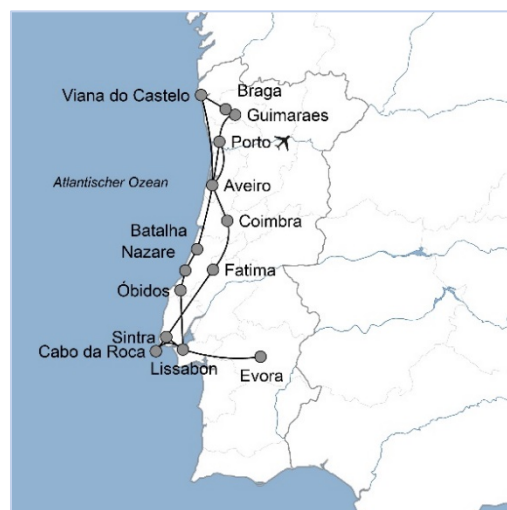 Braga
Viana do Castelo
Guimaraes
Porto
Atlantischer Ozean
Aveiro
Coimbra
Batalha
Nazare
Fatima
Óbidos
Sintra
Cabo da Roca
Lissabon
Evora